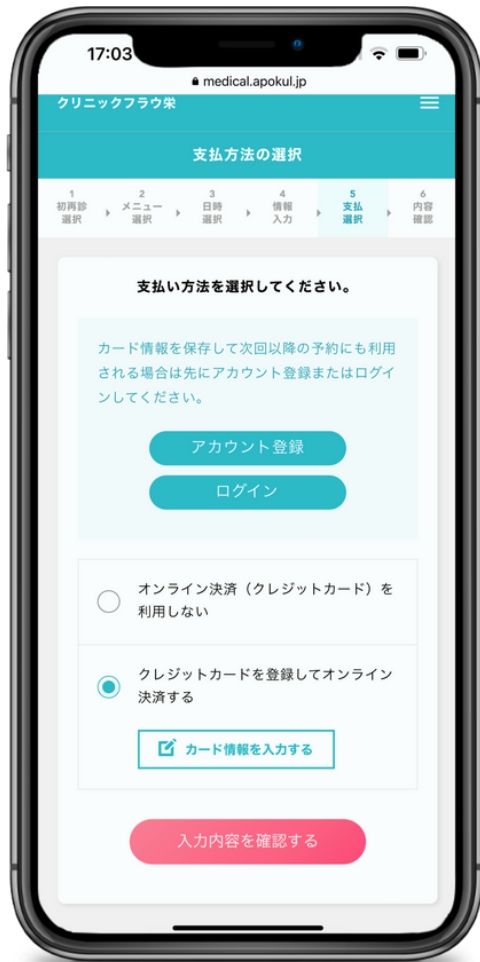 17:03
medical.apokul.jp
クリニックフラウ栄
支払方法の選択
1 2 3 4 5 6
初再診 メニュー 日時 情報 支払 内容
選択 選択 選択 入力 選択 確認
支払い方法を選択してください。
カード情報を保存して次回以降の予約にも利用
される場合は先にアカウント登録またはログイ
ンしてください。
アカウント登録
ログイン
オンライン決済（クレジットカード）を
利用しない
クレジットカードを登録してオンライン
決済する
カード情報を入力する
入力内容を確認する